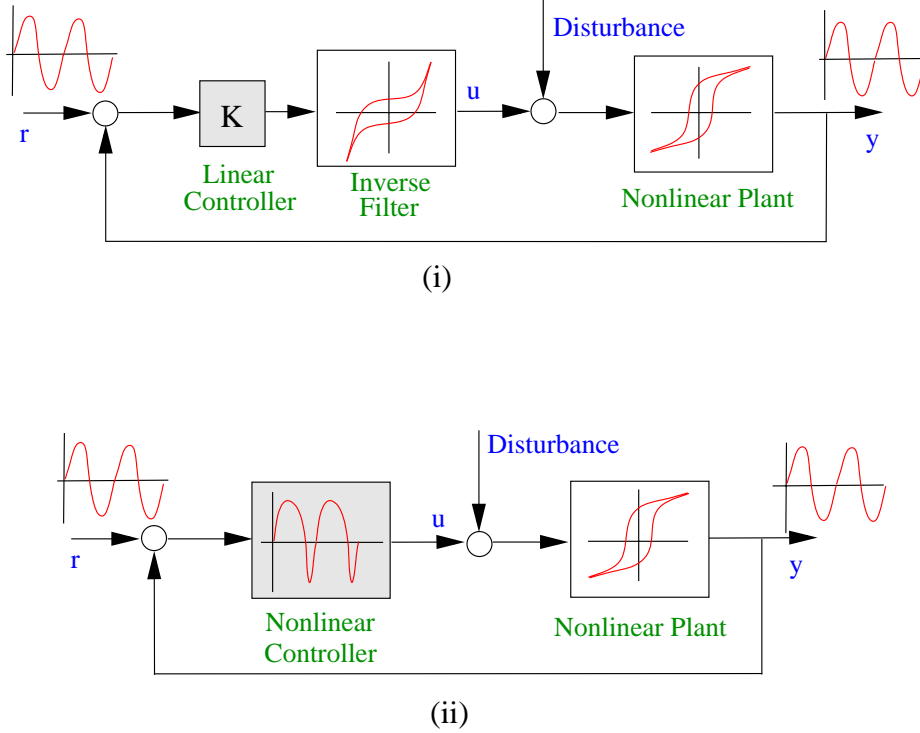 Disturbance
r
K
u
y
Linear
Controller
Inverse
Filter
Nonlinear Plant
(i)
Disturbance
r
u
y
Nonlinear
Controller
Nonlinear Plant
(ii)